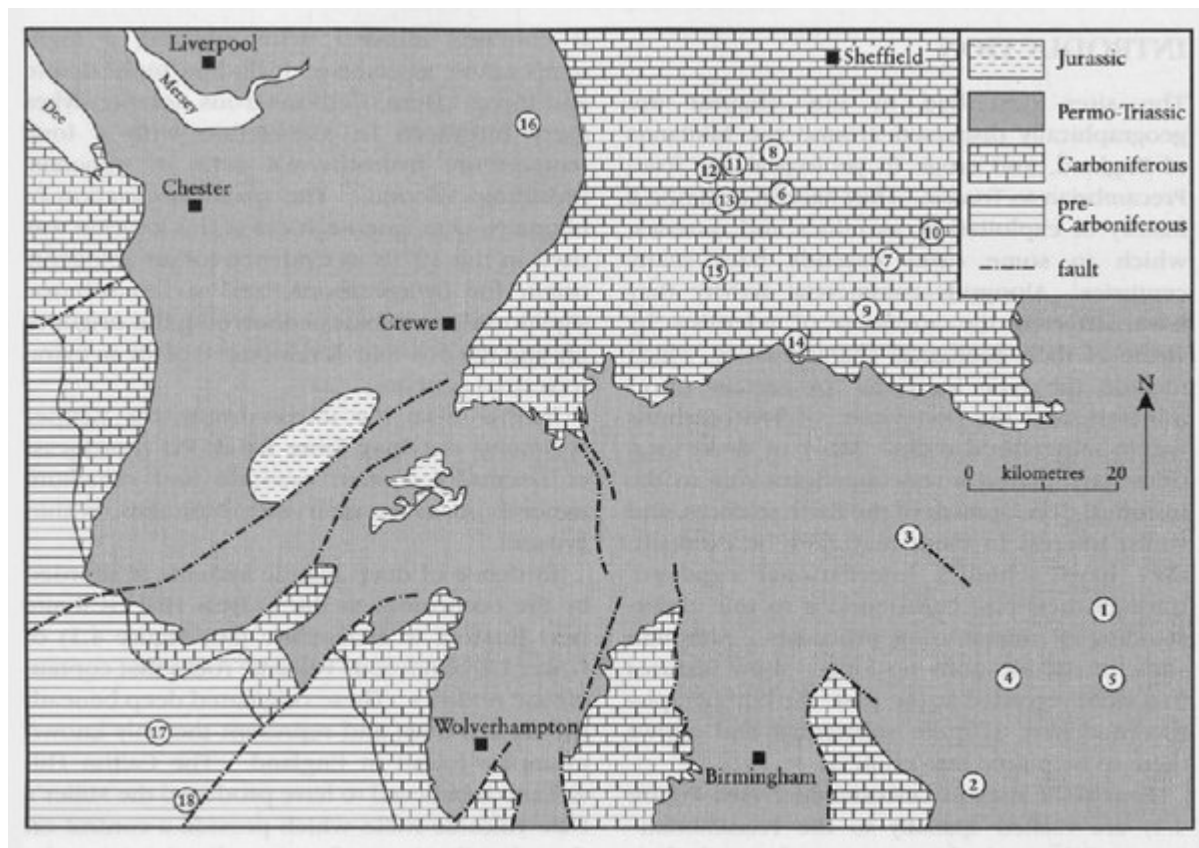 Liverpool
Mersey
Dee
Chester
Crewe
Sheffield
Wolverhampton
Birmingham
Jurassic
Permo-Triassic
Carboniferous
pre-
Carboniferous
fault
N
0 kilometres 20
16
8
11
12
6
13
10
7
15
9
14
3
1
4
5
2
17
18